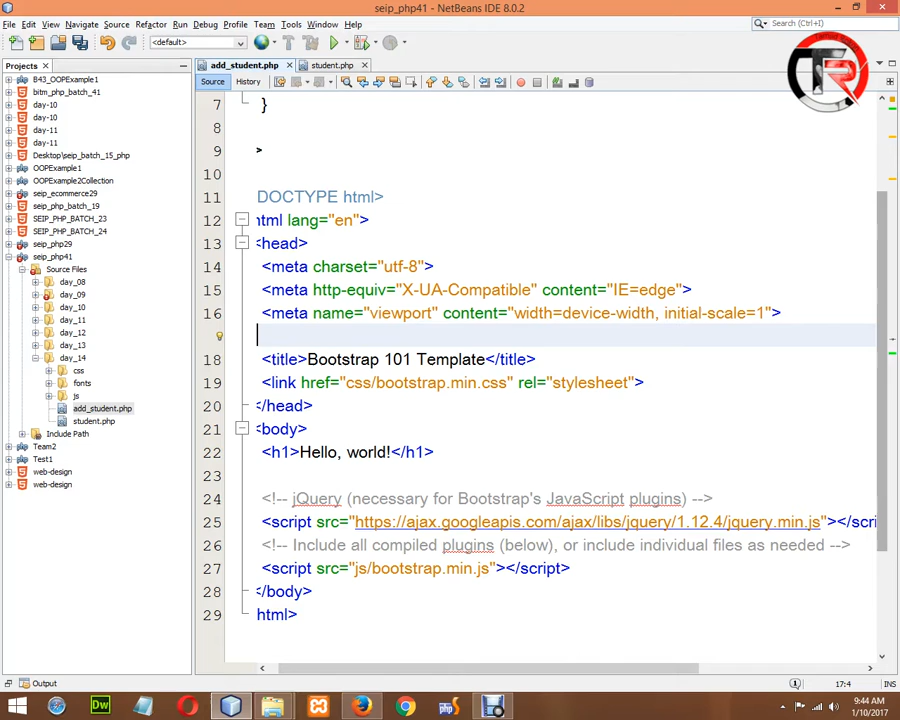 seip_php41 - NetBeans IDE 8.0.2
File Edit View Navigate Source Refactor Run Debug Profile Team Tools Window Help
Search (Ctrl+I)
<default>
TR
Projects
add_student.php
student.php
Source History
B43_OOPExample1
bitm_php_batch_41
day-10
day-10
day-11
day-11
Desktop\seip_batch_15_php
OOPExample1
OOPExample2Collection
seip_ecommerce29
seip_php_batch_19
SEIP_PHP_BATCH_23
SEIP_PHP_BATCH_24
seip_php29
seip_php41
Source Files
day_08
day_09
day_10
day_11
day_12
day_13
day_14
css
fonts
js
add_student.php
student.php
Include Path
Team2
Test1
web-design
web-design
7 }
8
9 >
10
11 DOCTYPE html>
12 html lang="en">
13 <head>
14 <meta charset="utf-8">
15 <meta http-equiv="X-UA-Compatible" content="IE=edge">
16 <meta name="viewport" content="width=device-width, initial-scale=1">
18 <title>Bootstrap 101 Template</title>
19 <link href="css/bootstrap.min.css" rel="stylesheet">
20 </head>
21 <body>
22 <h1>Hello, world!</h1>
23
24 <!-- jQuery (necessary for Bootstrap's JavaScript plugins) -->
25 <script src="https://ajax.googleapis.com/ajax/libs/jquery/1.12.4/jquery.min.js"></scri
26 <!-- Include all compiled plugins (below), or include individual files as needed -->
27 <script src="js/bootstrap.min.js"></script>
28 </body>
29 html>
Output
17:4 INS
Dw
9:44 AM
1/10/2017